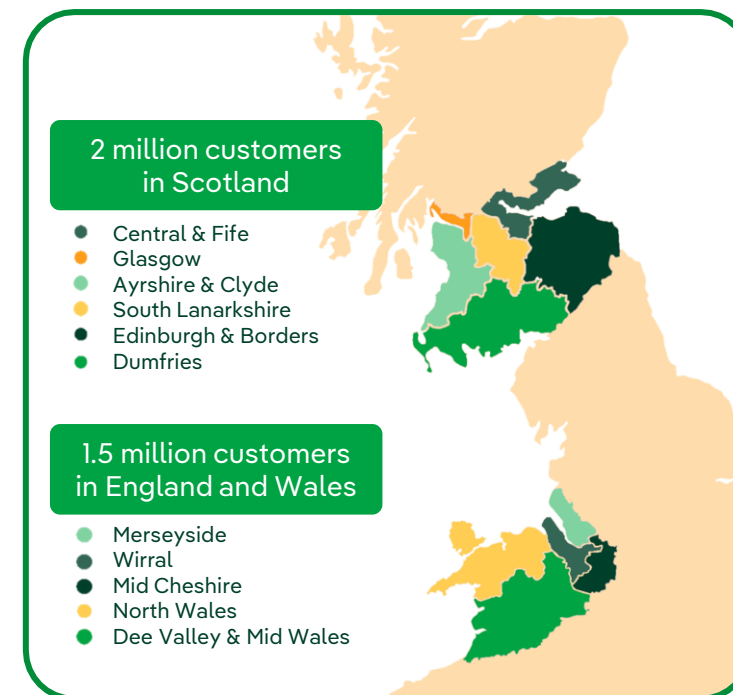 2 million customers
in Scotland
Central & Fife
Glasgow
Ayrshire & Clyde
South Lanarkshire
Edinburgh & Borders
Dumfries
1.5 million customers
in England and Wales
Merseyside
Wirral
Mid Cheshire
North Wales
Dee Valley & Mid Wales